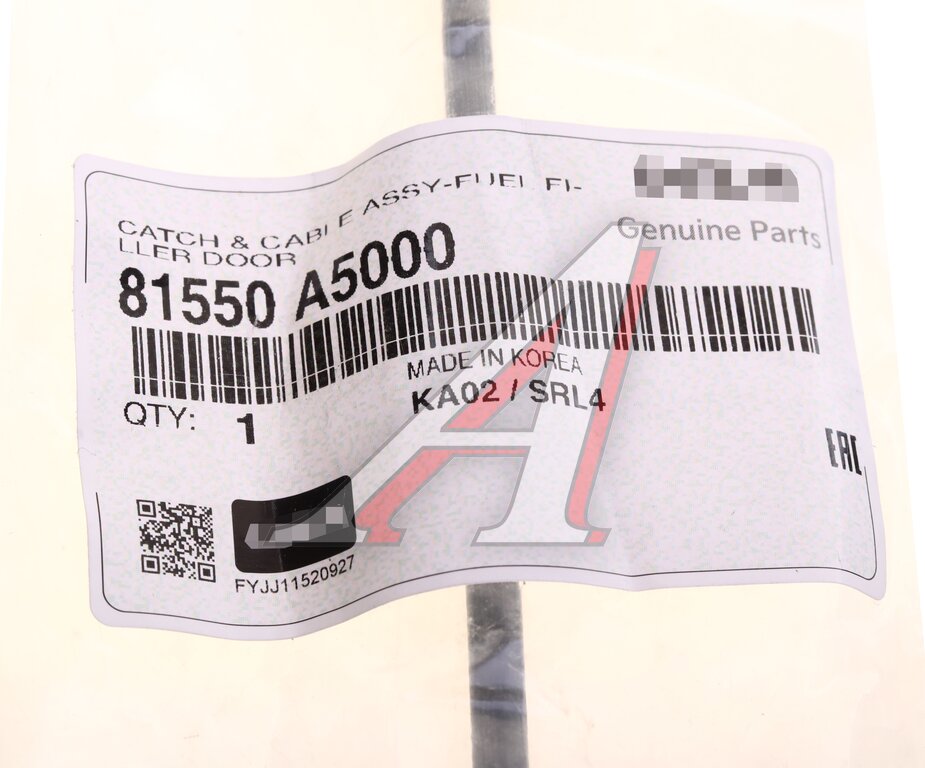 CATCH & CABLE ASSY-FUEL FI-
LLER DOOR
Genuine Parts
81550 A5000
MADE IN KOREA
KA02 / SRL4
QTY: 1
EAC
FYJJ11520927